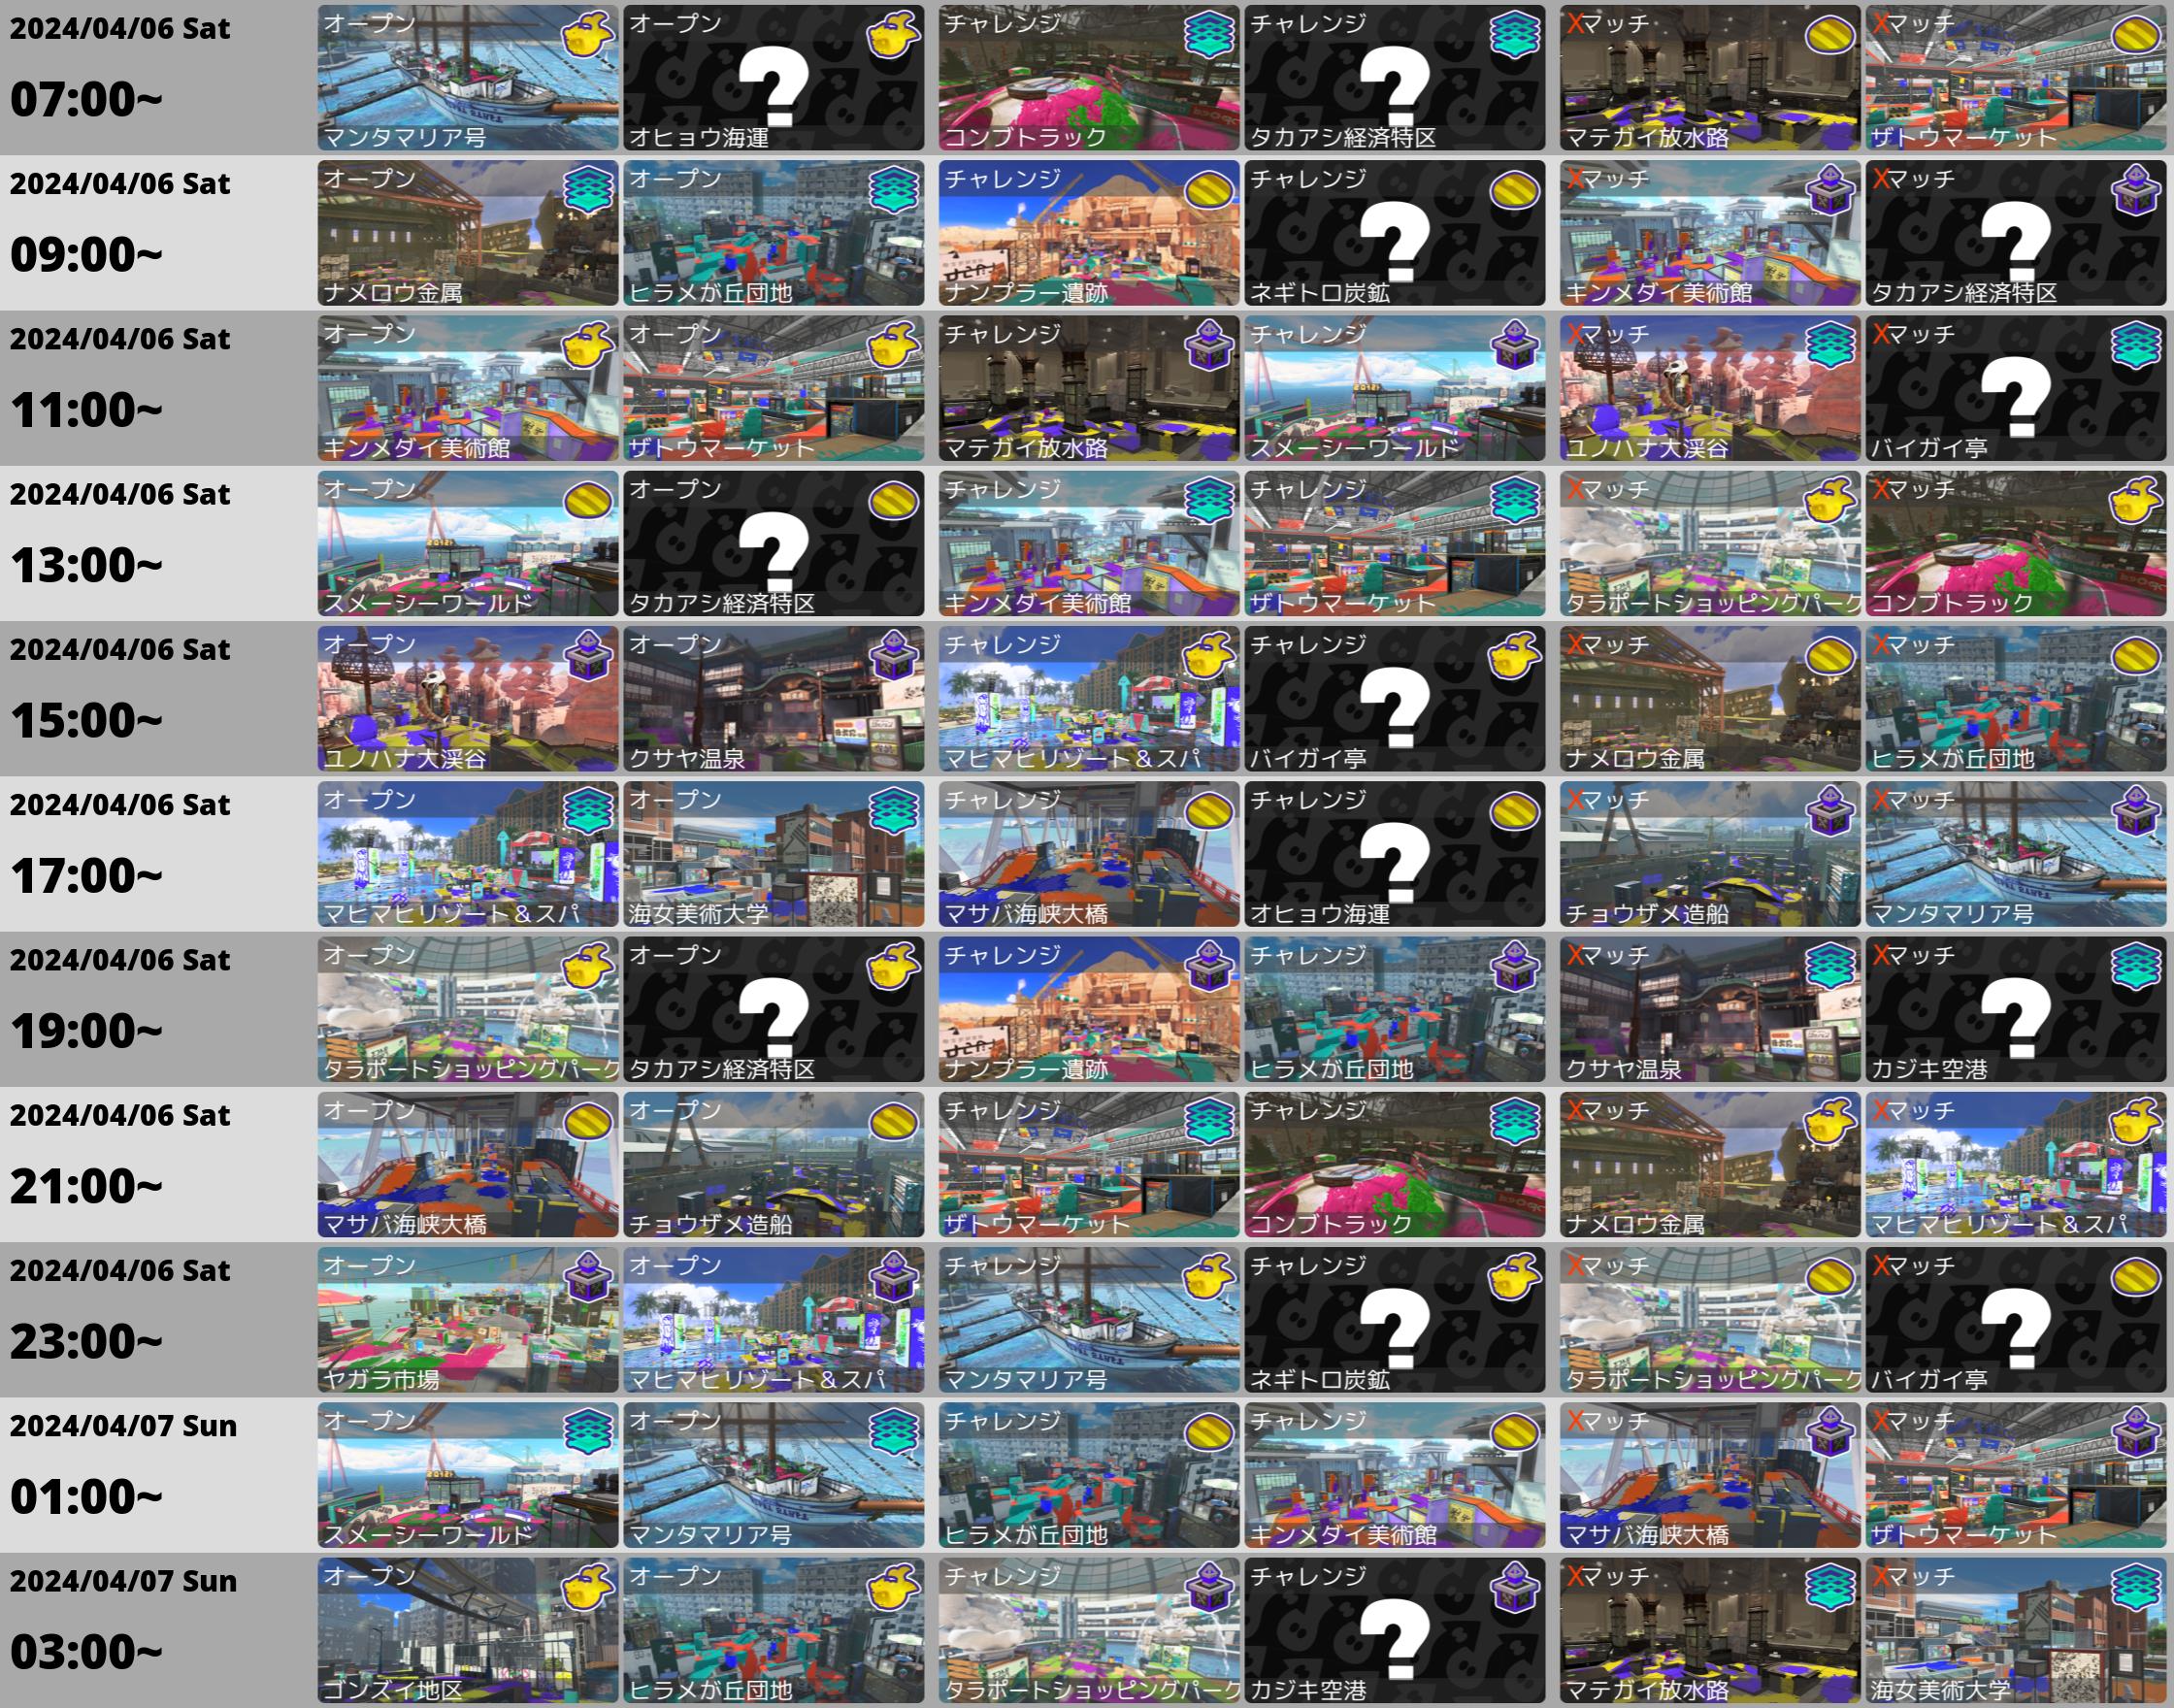 2024/04/06 Sat
07:00~
オープン
マンタマリア号
オープン
オヒョウ海運
チャレンジ
コンブトラック
チャレンジ
タカアシ経済特区
Xマッチ
マテガイ放水路
Xマッチ
ザトウマーケット
2024/04/06 Sat
09:00~
オープン
ナメロウ金属
オープン
ヒラメが丘団地
チャレンジ
ナンプラー遺跡
チャレンジ
ネギトロ炭鉱
Xマッチ
キンメダイ美術館
Xマッチ
タカアシ経済特区
2024/04/06 Sat
11:00~
オープン
キンメダイ美術館
オープン
ザトウマーケット
チャレンジ
マテガイ放水路
チャレンジ
スメーシーワールド
Xマッチ
ユノハナ大渓谷
Xマッチ
バイガイ亭
2024/04/06 Sat
13:00~
オープン
スメーシーワールド
オープン
タカアシ経済特区
チャレンジ
キンメダイ美術館
チャレンジ
ザトウマーケット
Xマッチ
タラポートショッピングパーク
Xマッチ
コンブトラック
2024/04/06 Sat
15:00~
オープン
ユノハナ大渓谷
オープン
クサヤ温泉
チャレンジ
マヒマヒリゾート＆スパ
チャレンジ
バイガイ亭
Xマッチ
ナメロウ金属
Xマッチ
ヒラメが丘団地
2024/04/06 Sat
17:00~
オープン
マヒマヒリゾート＆スパ
オープン
海女美術大学
チャレンジ
マサバ海峡大橋
チャレンジ
オヒョウ海運
Xマッチ
チョウザメ造船
Xマッチ
マンタマリア号
2024/04/06 Sat
19:00~
オープン
タラポートショッピングパーク
オープン
タカアシ経済特区
チャレンジ
ナンプラー遺跡
チャレンジ
ヒラメが丘団地
Xマッチ
クサヤ温泉
Xマッチ
カジキ空港
2024/04/06 Sat
21:00~
オープン
マサバ海峡大橋
オープン
チョウザメ造船
チャレンジ
ザトウマーケット
チャレンジ
コンブトラック
Xマッチ
ナメロウ金属
Xマッチ
マヒマヒリゾート＆スパ
2024/04/06 Sat
23:00~
オープン
ヤガラ市場
オープン
マヒマヒリゾート＆スパ
チャレンジ
マンタマリア号
チャレンジ
ネギトロ炭鉱
Xマッチ
タラポートショッピングパーク
Xマッチ
バイガイ亭
2024/04/07 Sun
01:00~
オープン
スメーシーワールド
オープン
マンタマリア号
チャレンジ
ヒラメが丘団地
チャレンジ
キンメダイ美術館
Xマッチ
マサバ海峡大橋
Xマッチ
ザトウマーケット
2024/04/07 Sun
03:00~
オープン
ゴンズイ地区
オープン
ヒラメが丘団地
チャレンジ
タラポートショッピングパーク
チャレンジ
カジキ空港
Xマッチ
マテガイ放水路
Xマッチ
海女美術大学